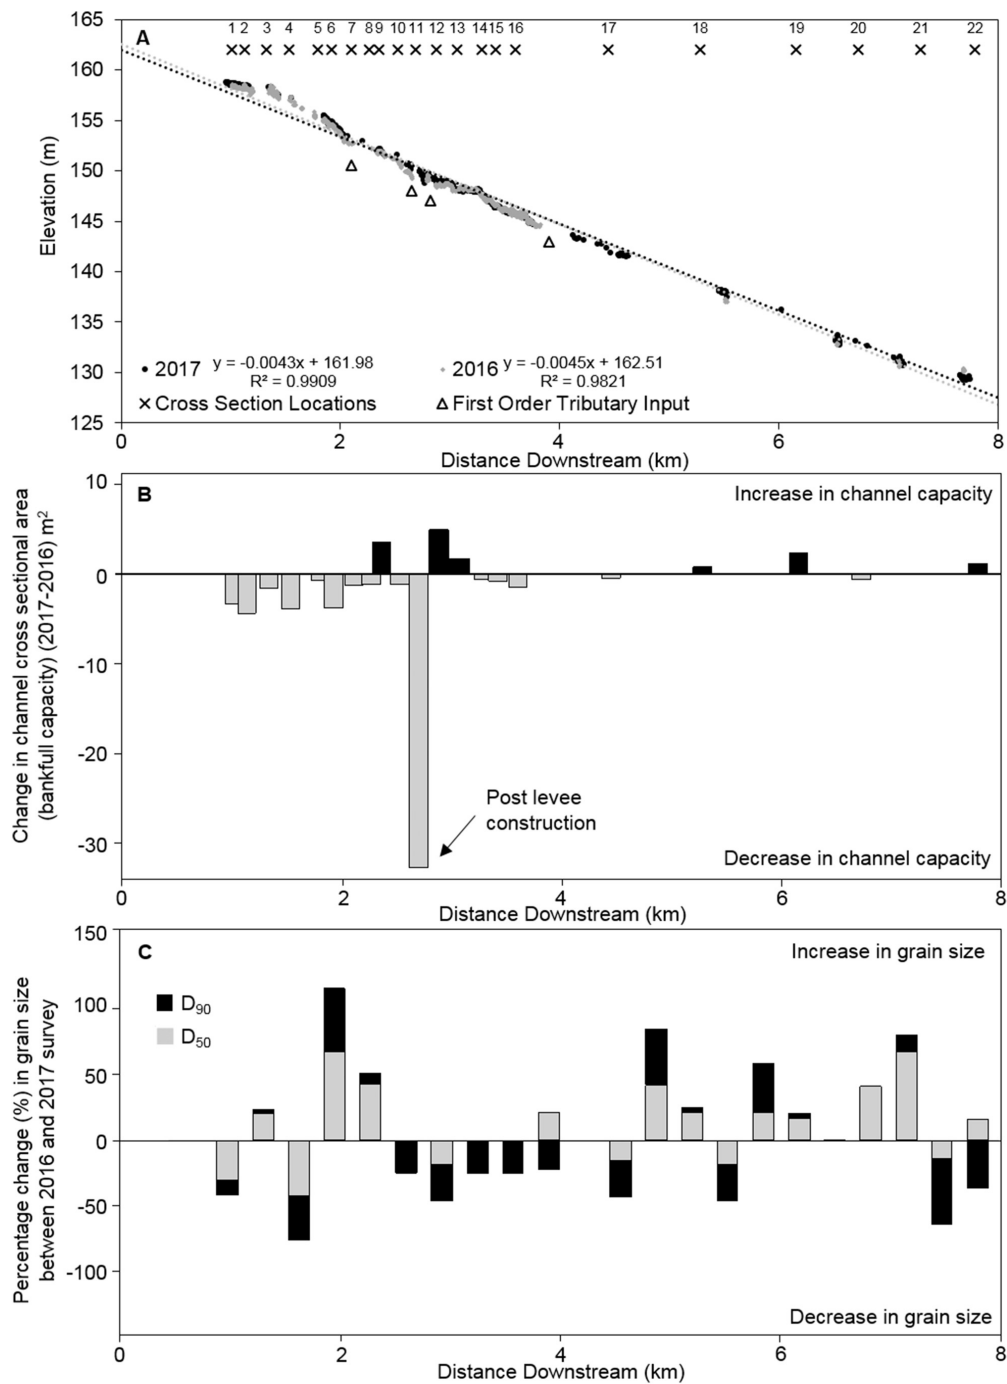 165
160
155
150
145
140
135
130
125
Elevation (m)
A
1 2 3 4 5 6 7 8 9 10 11 12 13 14 15 16 17 18 19 20 21 22
2017 y = -0.0043x + 161.98
R² = 0.9909
2016 y = -0.0045x + 162.51
R² = 0.9821
Cross Section Locations
First Order Tributary Input
0 2 4 6 8
Distance Downstream (km)
10
0
-10
-20
-30
Change in channel cross sectional area
(bankfull capacity) (2017-2016) m²
B
Increase in channel capacity
Post levee
construction
Decrease in channel capacity
0 2 4 6 8
Distance Downstream (km)
150
100
50
0
-50
-100
Percentage change (%) in grain size
between 2016 and 2017 survey
C
Increase in grain size
D₉₀
D₅₀
Decrease in grain size
0 2 4 6 8
Distance Downstream (km)